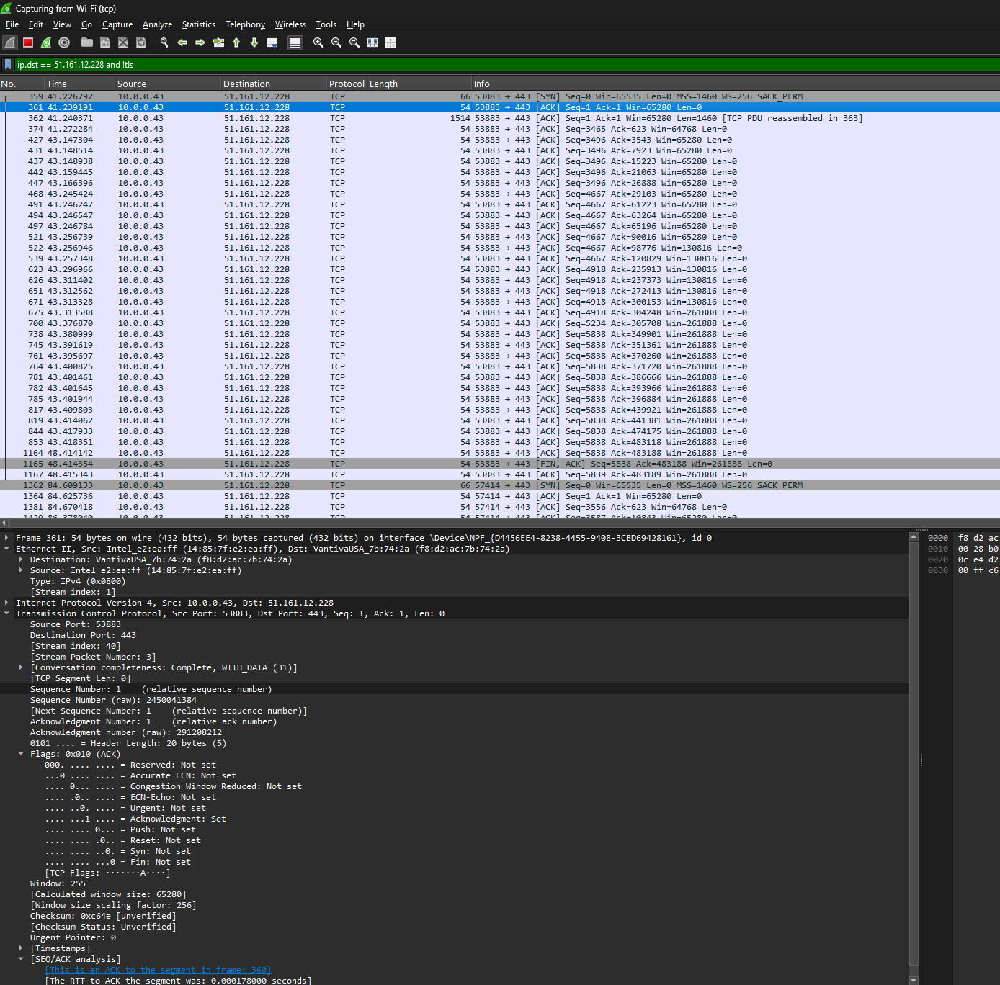 Capturing from Wi-Fi (tcp)
File Edit View Go Capture Analyze Statistics Telephony Wireless Tools Help
ip.dst == 51.161.12.228 and !tls
No. Time Source Destination Protocol Length Info
359 41.226792 10.0.0.43 51.161.12.228 TCP 66 53883 → 443 [SYN] Seq=0 Win=65535 Len=0 MSS=1460 WS=256 SACK_PERM
361 41.239191 10.0.0.43 51.161.12.228 TCP 54 53883 → 443 [ACK] Seq=1 Ack=1 Win=65280 Len=0
362 41.240371 10.0.0.43 51.161.12.228 TCP 1514 53883 → 443 [ACK] Seq=1 Ack=1 Win=65280 Len=1460 [TCP PDU reassembled in 363]
374 41.272284 10.0.0.43 51.161.12.228 TCP 54 53883 → 443 [ACK] Seq=3465 Ack=623 Win=64768 Len=0
427 43.147304 10.0.0.43 51.161.12.228 TCP 54 53883 → 443 [ACK] Seq=3496 Ack=3543 Win=65280 Len=0
431 43.148514 10.0.0.43 51.161.12.228 TCP 54 53883 → 443 [ACK] Seq=3496 Ack=7923 Win=65280 Len=0
437 43.148938 10.0.0.43 51.161.12.228 TCP 54 53883 → 443 [ACK] Seq=3496 Ack=15223 Win=65280 Len=0
442 43.159445 10.0.0.43 51.161.12.228 TCP 54 53883 → 443 [ACK] Seq=3496 Ack=21063 Win=65280 Len=0
447 43.166396 10.0.0.43 51.161.12.228 TCP 54 53883 → 443 [ACK] Seq=3496 Ack=26888 Win=65280 Len=0
468 43.245424 10.0.0.43 51.161.12.228 TCP 54 53883 → 443 [ACK] Seq=4667 Ack=29103 Win=65280 Len=0
491 43.246247 10.0.0.43 51.161.12.228 TCP 54 53883 → 443 [ACK] Seq=4667 Ack=61223 Win=65280 Len=0
494 43.246547 10.0.0.43 51.161.12.228 TCP 54 53883 → 443 [ACK] Seq=4667 Ack=63264 Win=65280 Len=0
497 43.246784 10.0.0.43 51.161.12.228 TCP 54 53883 → 443 [ACK] Seq=4667 Ack=65196 Win=65280 Len=0
521 43.256739 10.0.0.43 51.161.12.228 TCP 54 53883 → 443 [ACK] Seq=4667 Ack=90016 Win=65280 Len=0
522 43.256946 10.0.0.43 51.161.12.228 TCP 54 53883 → 443 [ACK] Seq=4667 Ack=98776 Win=130816 Len=0
539 43.257348 10.0.0.43 51.161.12.228 TCP 54 53883 → 443 [ACK] Seq=4667 Ack=120829 Win=130816 Len=0
623 43.296966 10.0.0.43 51.161.12.228 TCP 54 53883 → 443 [ACK] Seq=4918 Ack=235913 Win=130816 Len=0
626 43.311402 10.0.0.43 51.161.12.228 TCP 54 53883 → 443 [ACK] Seq=4918 Ack=237373 Win=130816 Len=0
651 43.312562 10.0.0.43 51.161.12.228 TCP 54 53883 → 443 [ACK] Seq=4918 Ack=272413 Win=130816 Len=0
671 43.313328 10.0.0.43 51.161.12.228 TCP 54 53883 → 443 [ACK] Seq=4918 Ack=300153 Win=130816 Len=0
675 43.313588 10.0.0.43 51.161.12.228 TCP 54 53883 → 443 [ACK] Seq=4918 Ack=304248 Win=261888 Len=0
700 43.376870 10.0.0.43 51.161.12.228 TCP 54 53883 → 443 [ACK] Seq=5234 Ack=305708 Win=261888 Len=0
738 43.380999 10.0.0.43 51.161.12.228 TCP 54 53883 → 443 [ACK] Seq=5838 Ack=349901 Win=261888 Len=0
745 43.391619 10.0.0.43 51.161.12.228 TCP 54 53883 → 443 [ACK] Seq=5838 Ack=351361 Win=261888 Len=0
761 43.395697 10.0.0.43 51.161.12.228 TCP 54 53883 → 443 [ACK] Seq=5838 Ack=370260 Win=261888 Len=0
764 43.400825 10.0.0.43 51.161.12.228 TCP 54 53883 → 443 [ACK] Seq=5838 Ack=371720 Win=261888 Len=0
781 43.401461 10.0.0.43 51.161.12.228 TCP 54 53883 → 443 [ACK] Seq=5838 Ack=386666 Win=261888 Len=0
782 43.401645 10.0.0.43 51.161.12.228 TCP 54 53883 → 443 [ACK] Seq=5838 Ack=393966 Win=261888 Len=0
785 43.401944 10.0.0.43 51.161.12.228 TCP 54 53883 → 443 [ACK] Seq=5838 Ack=396884 Win=261888 Len=0
817 43.409803 10.0.0.43 51.161.12.228 TCP 54 53883 → 443 [ACK] Seq=5838 Ack=439921 Win=261888 Len=0
819 43.414062 10.0.0.43 51.161.12.228 TCP 54 53883 → 443 [ACK] Seq=5838 Ack=441381 Win=261888 Len=0
844 43.417933 10.0.0.43 51.161.12.228 TCP 54 53883 → 443 [ACK] Seq=5838 Ack=474175 Win=261888 Len=0
853 43.418351 10.0.0.43 51.161.12.228 TCP 54 53883 → 443 [ACK] Seq=5838 Ack=483118 Win=261888 Len=0
1164 48.414142 10.0.0.43 51.161.12.228 TCP 54 53883 → 443 [ACK] Seq=5838 Ack=483188 Win=261888 Len=0
1165 48.414354 10.0.0.43 51.161.12.228 TCP 54 53883 → 443 [FIN, ACK] Seq=5838 Ack=483188 Win=261888 Len=0
1167 48.415343 10.0.0.43 51.161.12.228 TCP 54 53883 → 443 [ACK] Seq=5839 Ack=483189 Win=261888 Len=0
1362 84.609133 10.0.0.43 51.161.12.228 TCP 66 57414 → 443 [SYN] Seq=0 Win=65535 Len=0 MSS=1460 WS=256 SACK_PERM
1364 84.625736 10.0.0.43 51.161.12.228 TCP 54 57414 → 443 [ACK] Seq=1 Ack=1 Win=65280 Len=0
1381 84.670418 10.0.0.43 51.161.12.228 TCP 54 57414 → 443 [ACK] Seq=3556 Ack=623 Win=64768 Len=0
Frame 361: 54 bytes on wire (432 bits), 54 bytes captured (432 bits) on interface \Device\NPF_{D4456EE4-8238-4455-9408-3CBD69428161}, id 0
Ethernet II, Src: Intel_e2:ea:ff (14:85:7f:e2:ea:ff), Dst: VantivaUSA_7b:74:2a (f8:d2:ac:7b:74:2a)
Destination: VantivaUSA_7b:74:2a (f8:d2:ac:7b:74:2a)
Source: Intel_e2:ea:ff (14:85:7f:e2:ea:ff)
Type: IPv4 (0x0800)
[Stream index: 1]
Internet Protocol Version 4, Src: 10.0.0.43, Dst: 51.161.12.228
Transmission Control Protocol, Src Port: 53883, Dst Port: 443, Seq: 1, Ack: 1, Len: 0
Source Port: 53883
Destination Port: 443
[Stream index: 40]
[Stream Packet Number: 3]
[Conversation completeness: Complete, WITH_DATA (31)]
[TCP Segment Len: 0]
Sequence Number: 1 (relative sequence number)
Sequence Number (raw): 2450041384
[Next Sequence Number: 1 (relative sequence number)]
Acknowledgment Number: 1 (relative ack number)
Acknowledgment number (raw): 291208212
0101 .... = Header Length: 20 bytes (5)
Flags: 0x010 (ACK)
000. .... .... = Reserved: Not set
...0 .... .... = Accurate ECN: Not set
.... 0... .... = Congestion Window Reduced: Not set
.... .0.. .... = ECN-Echo: Not set
.... ..0. .... = Urgent: Not set
.... ...1 .... = Acknowledgment: Set
.... .... 0... = Push: Not set
.... .... .0.. = Reset: Not set
.... .... ..0. = Syn: Not set
.... .... ...0 = Fin: Not set
[TCP Flags: ·······A····]
Window: 255
[Calculated window size: 65280]
[Window size scaling factor: 256]
Checksum: 0xc64e [unverified]
[Checksum Status: Unverified]
Urgent Pointer: 0
[Timestamps]
[SEQ/ACK analysis]
[This is an ACK to the segment in frame: 360]
[The RTT to ACK the segment was: 0.000178000 seconds]
0000 f8 d2 ac
0010 00 28 b0
0020 0c e4 d2
0030 00 ff c6